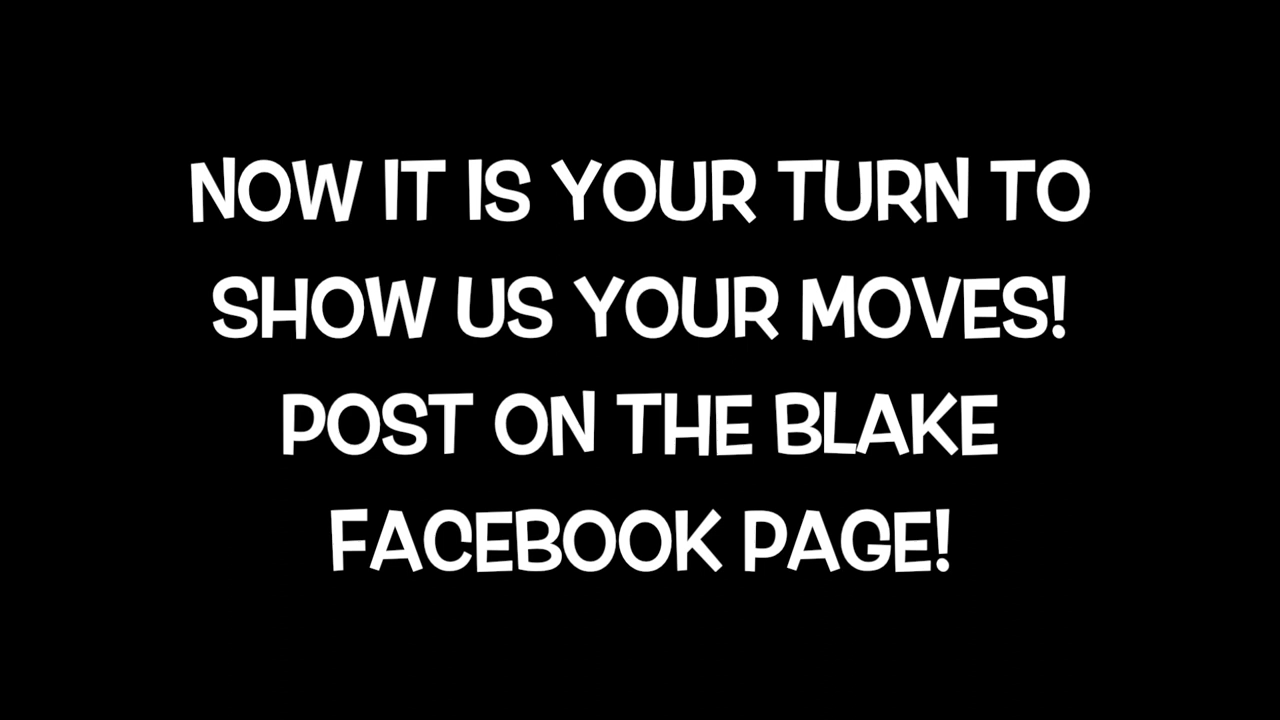 NOW IT IS YOUR TURN TO
SHOW US YOUR MOVES!
POST ON THE BLAKE
FACEBOOK PAGE!